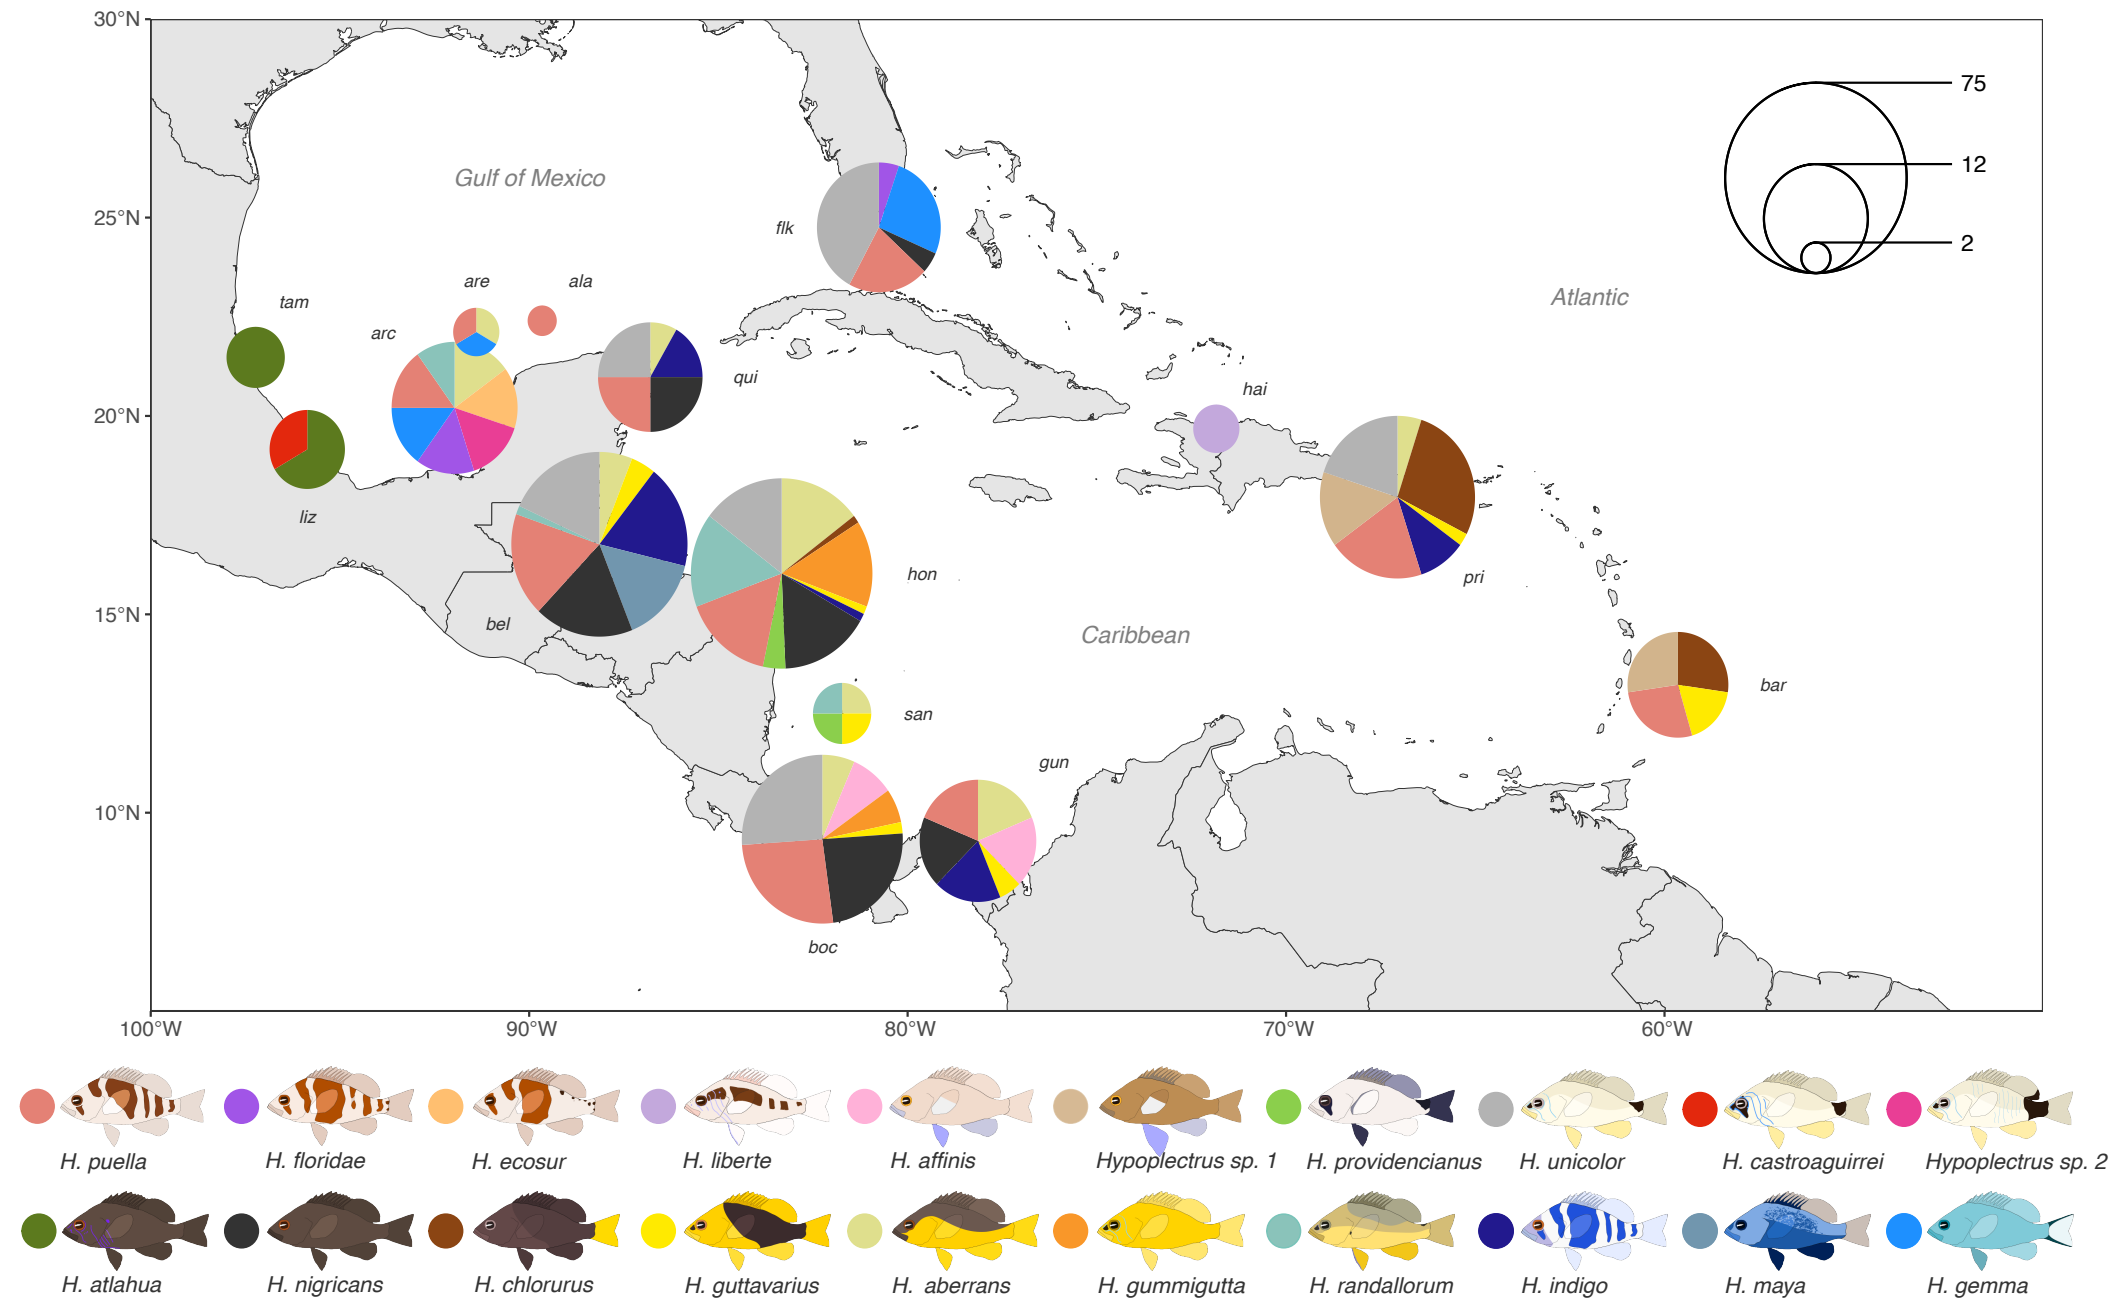 30°N
75
12
Gulf of Mexico
25°N
flk
2
are
ala
Atlantic
tam
arc
qui
hai
20°N
liz
hon
pri
15°N
bel
Caribbean
bar
san
gun
10°N
boc
100°W 90°W 80°W 70°W 60°W
H. puella H. floridae H. ecosur H. liberte H. affinis Hypoplectrus sp. 1 H. providencianus H. unicolor H. castroaguirrei Hypoplectrus sp. 2
H. atlahua H. nigricans H. chlorurus H. guttavarius H. aberrans H. gummigutta H. randallorum H. indigo H. maya H. gemma